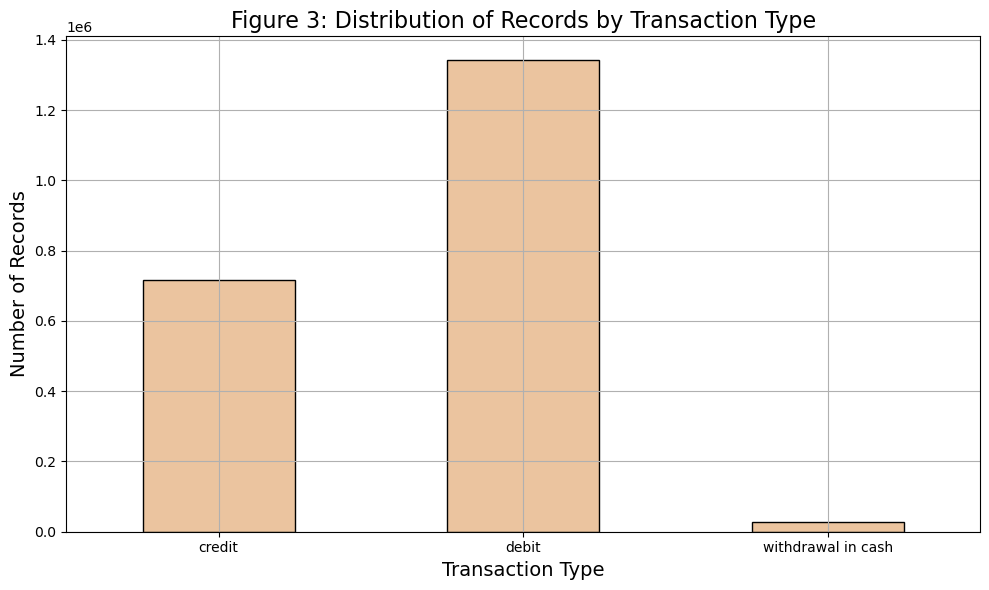 Figure 3: Distribution of Records by Transaction Type
1e6
1.4
1.2
1.0
0.8
0.6
0.4
0.2
0.0
Number of Records
credit debit withdrawal in cash
Transaction Type